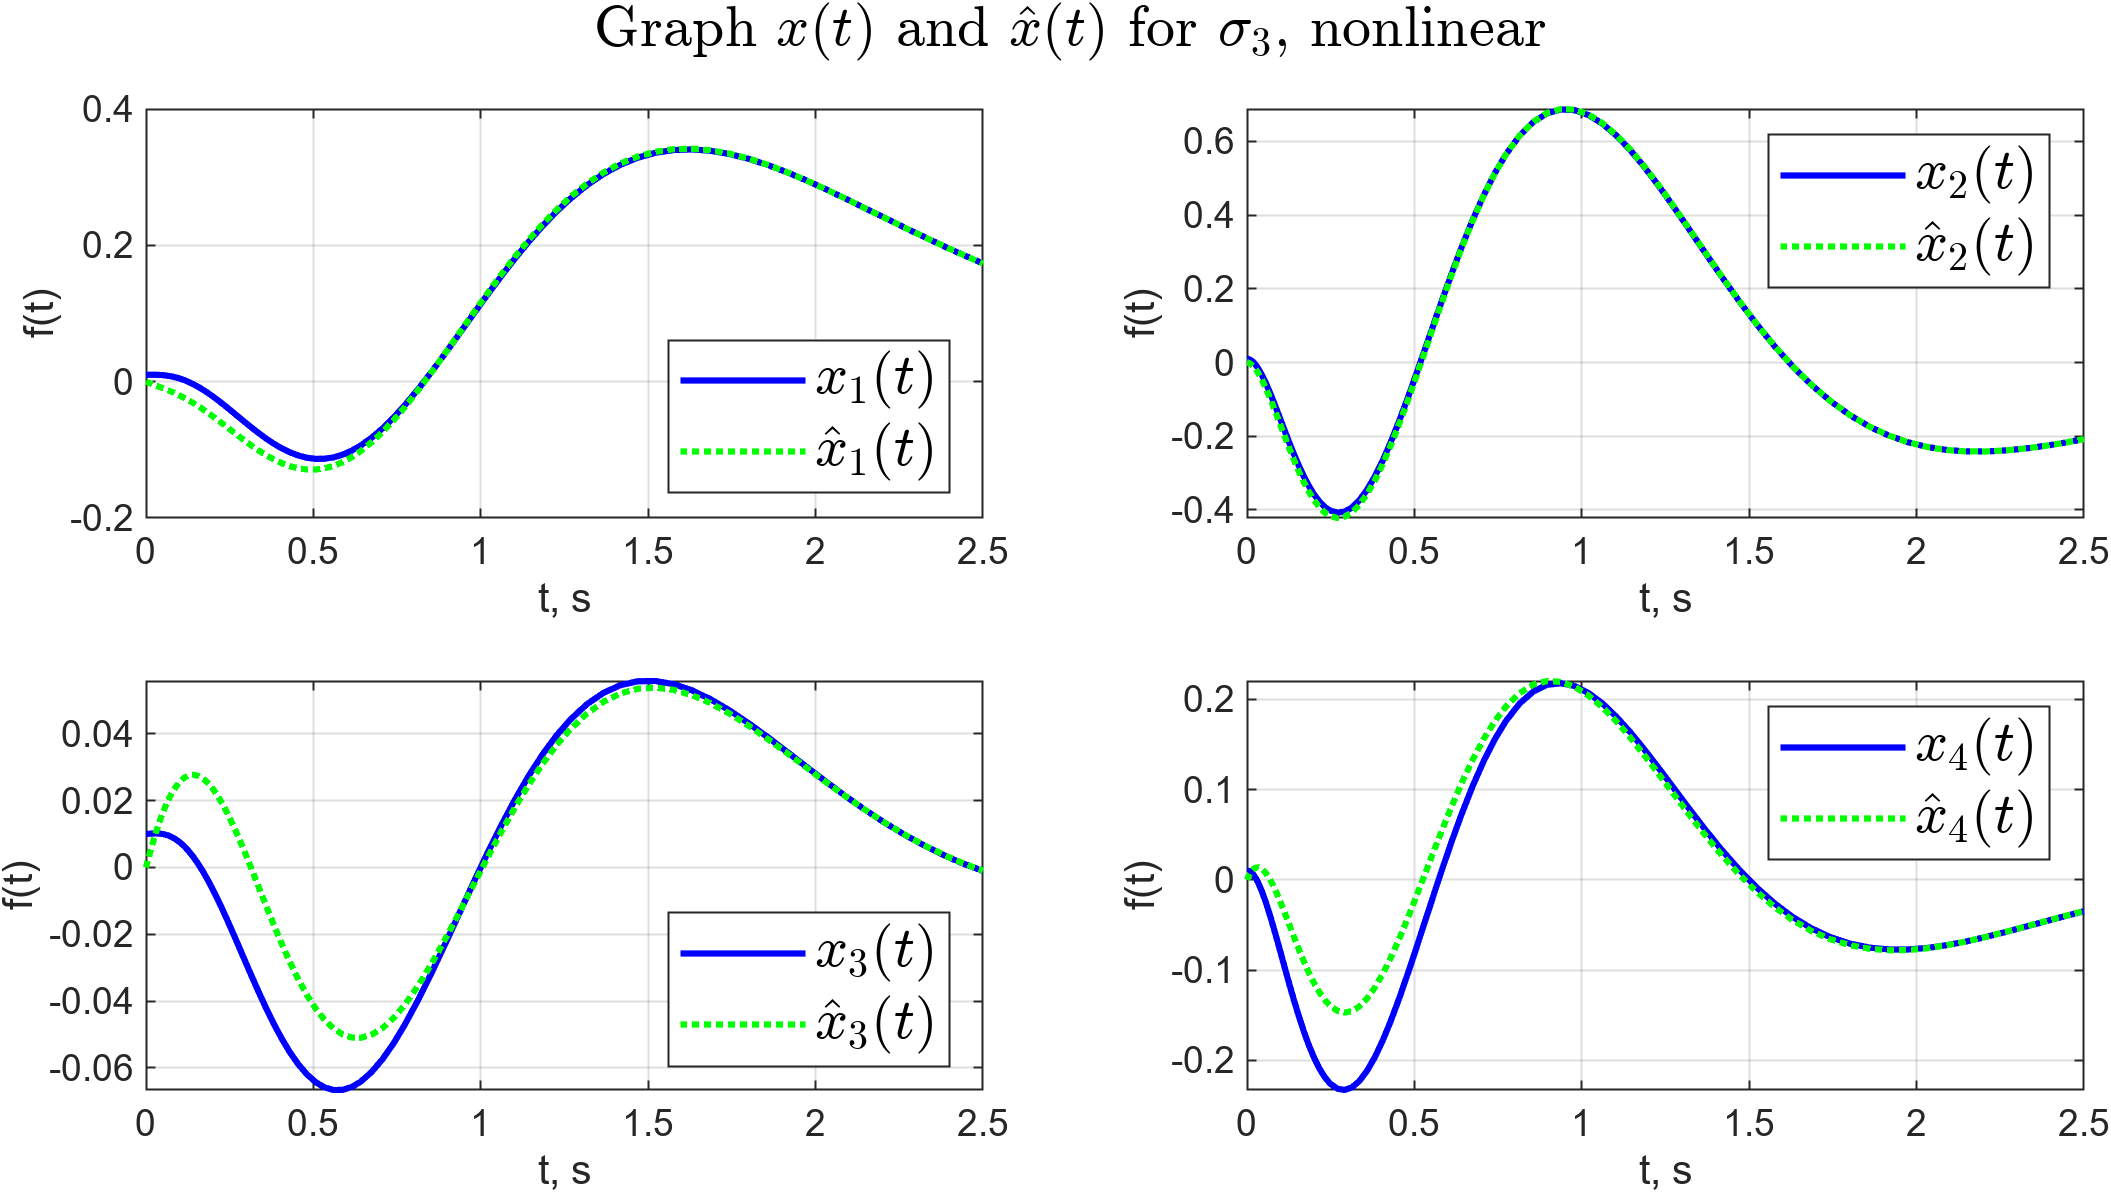 Graph x(t) and x̂(t) for σ₃, nonlinear
0.4
0.2
0
-0.2
f(t)
0 0.5 1 1.5 2 2.5
t, s
x₁(t)
x̂₁(t)
0.6
0.4
0.2
0
-0.2
-0.4
f(t)
0 0.5 1 1.5 2 2.5
t, s
x₂(t)
x̂₂(t)
0.04
0.02
0
-0.02
-0.04
-0.06
f(t)
0 0.5 1 1.5 2 2.5
t, s
x₃(t)
x̂₃(t)
0.2
0.1
0
-0.1
-0.2
f(t)
0 0.5 1 1.5 2 2.5
t, s
x₄(t)
x̂₄(t)